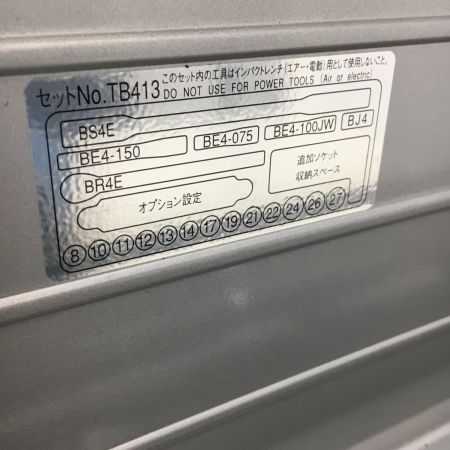 セットNo.TB413 このセット内の工具はインパクトレンチ(エアー・電動)用として使用しないこと。
DO NOT USE FOR POWER TOOLS (Air or electric)
BS4E
BE4-150 BE4-075 BE4-100JW BJ4
BR4E
追加ソケット
収納スペース
オプション設定
8 10 11 12 13 14 17 19 21 22 24 26 27